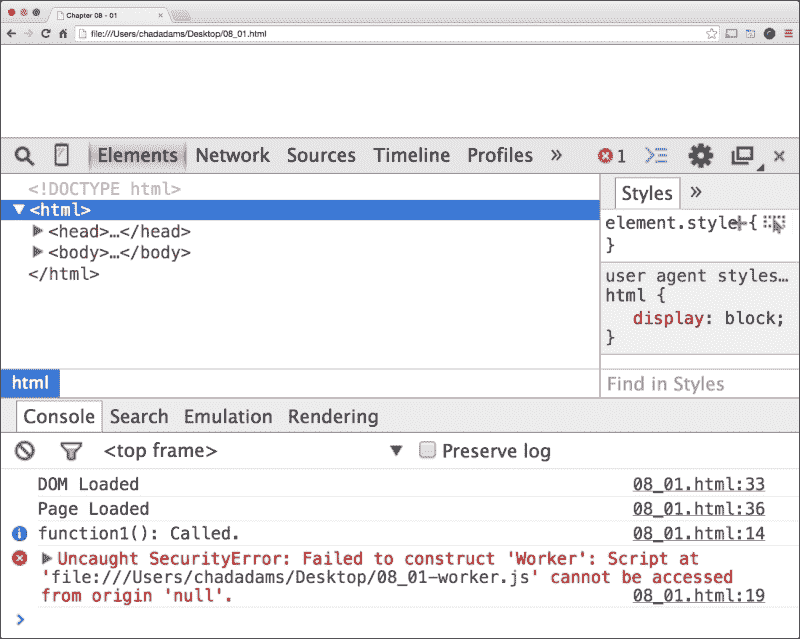 Chapter 08 - 01
file:///Users/chadadams/Desktop/08_01.html
Elements Network Sources Timeline Profiles » 1
<!DOCTYPE html>
Styles »
▼<html>
element.style {
▶<head>…</head>
}
▶<body>…</body>
</html>
user agent styles…
html {
display: block;
}
html
Find in Styles
Console Search Emulation Rendering
<top frame> ▼ Preserve log
DOM Loaded 08_01.html:33
Page Loaded 08_01.html:36
function1(): Called. 08_01.html:14
▶Uncaught SecurityError: Failed to construct 'Worker': Script at
'file:///Users/chadadams/Desktop/08_01-worker.js' cannot be accessed
from origin 'null'. 08_01.html:19